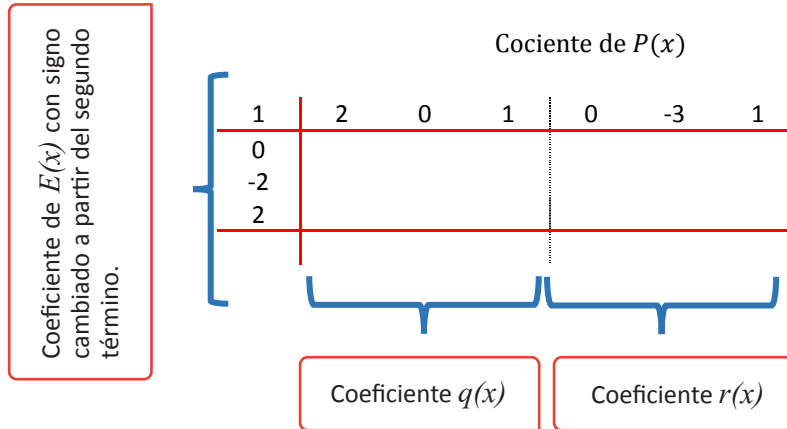 Coeficiente de E(x) con signo
cambiado a partir del segundo
término.
Cociente de P(x)
1 2 0 1 0 -3 1
0
-2
2
Coeficiente q(x)
Coeficiente r(x)